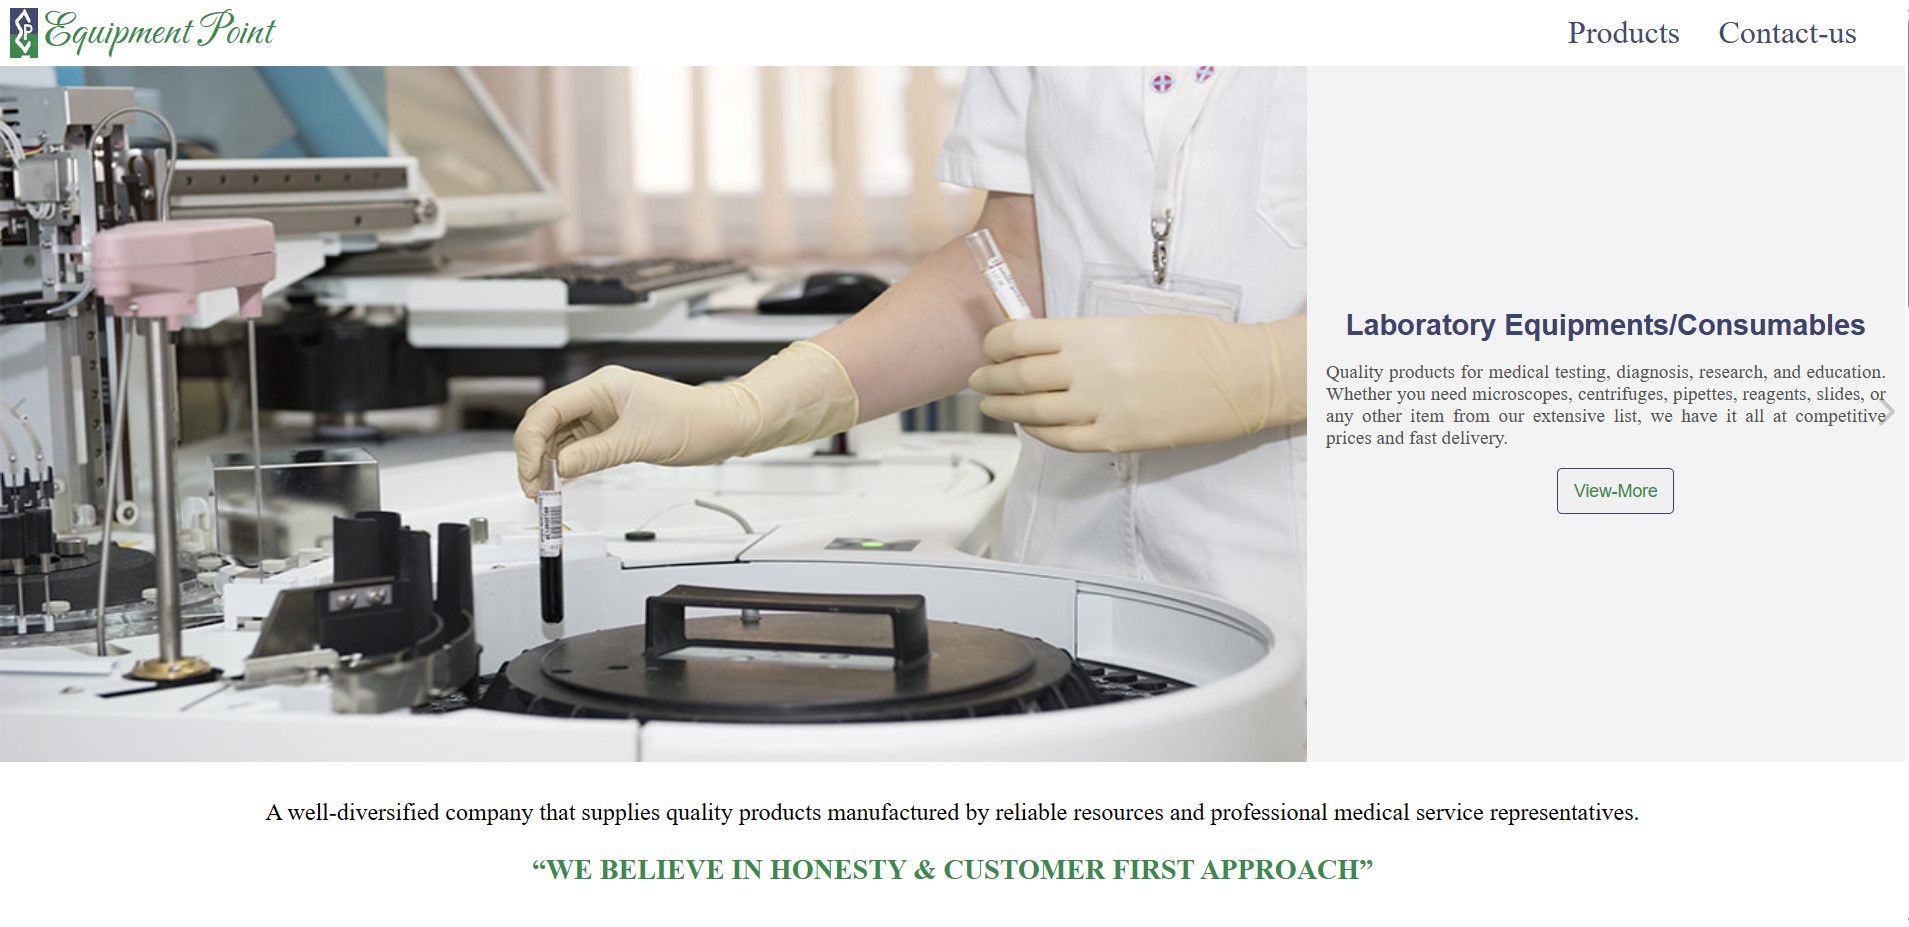 Equipment Point
Products Contact-us
Laboratory Equipments/Consumables
Quality products for medical testing, diagnosis, research, and education.
Whether you need microscopes, centrifuges, pipettes, reagents, slides, or
any other item from our extensive list, we have it all at competitive
prices and fast delivery.
View-More
A well-diversified company that supplies quality products manufactured by reliable resources and professional medical service representatives.
“WE BELIEVE IN HONESTY & CUSTOMER FIRST APPROACH”